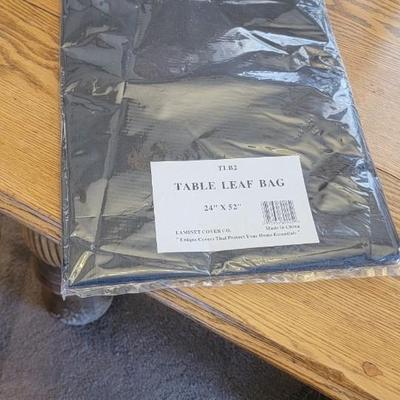 TLB2
TABLE LEAF BAG
24" X 52"
LAMINET COVER CO.
Made in China
"Unique Covers That Protect Your Home Essentials"